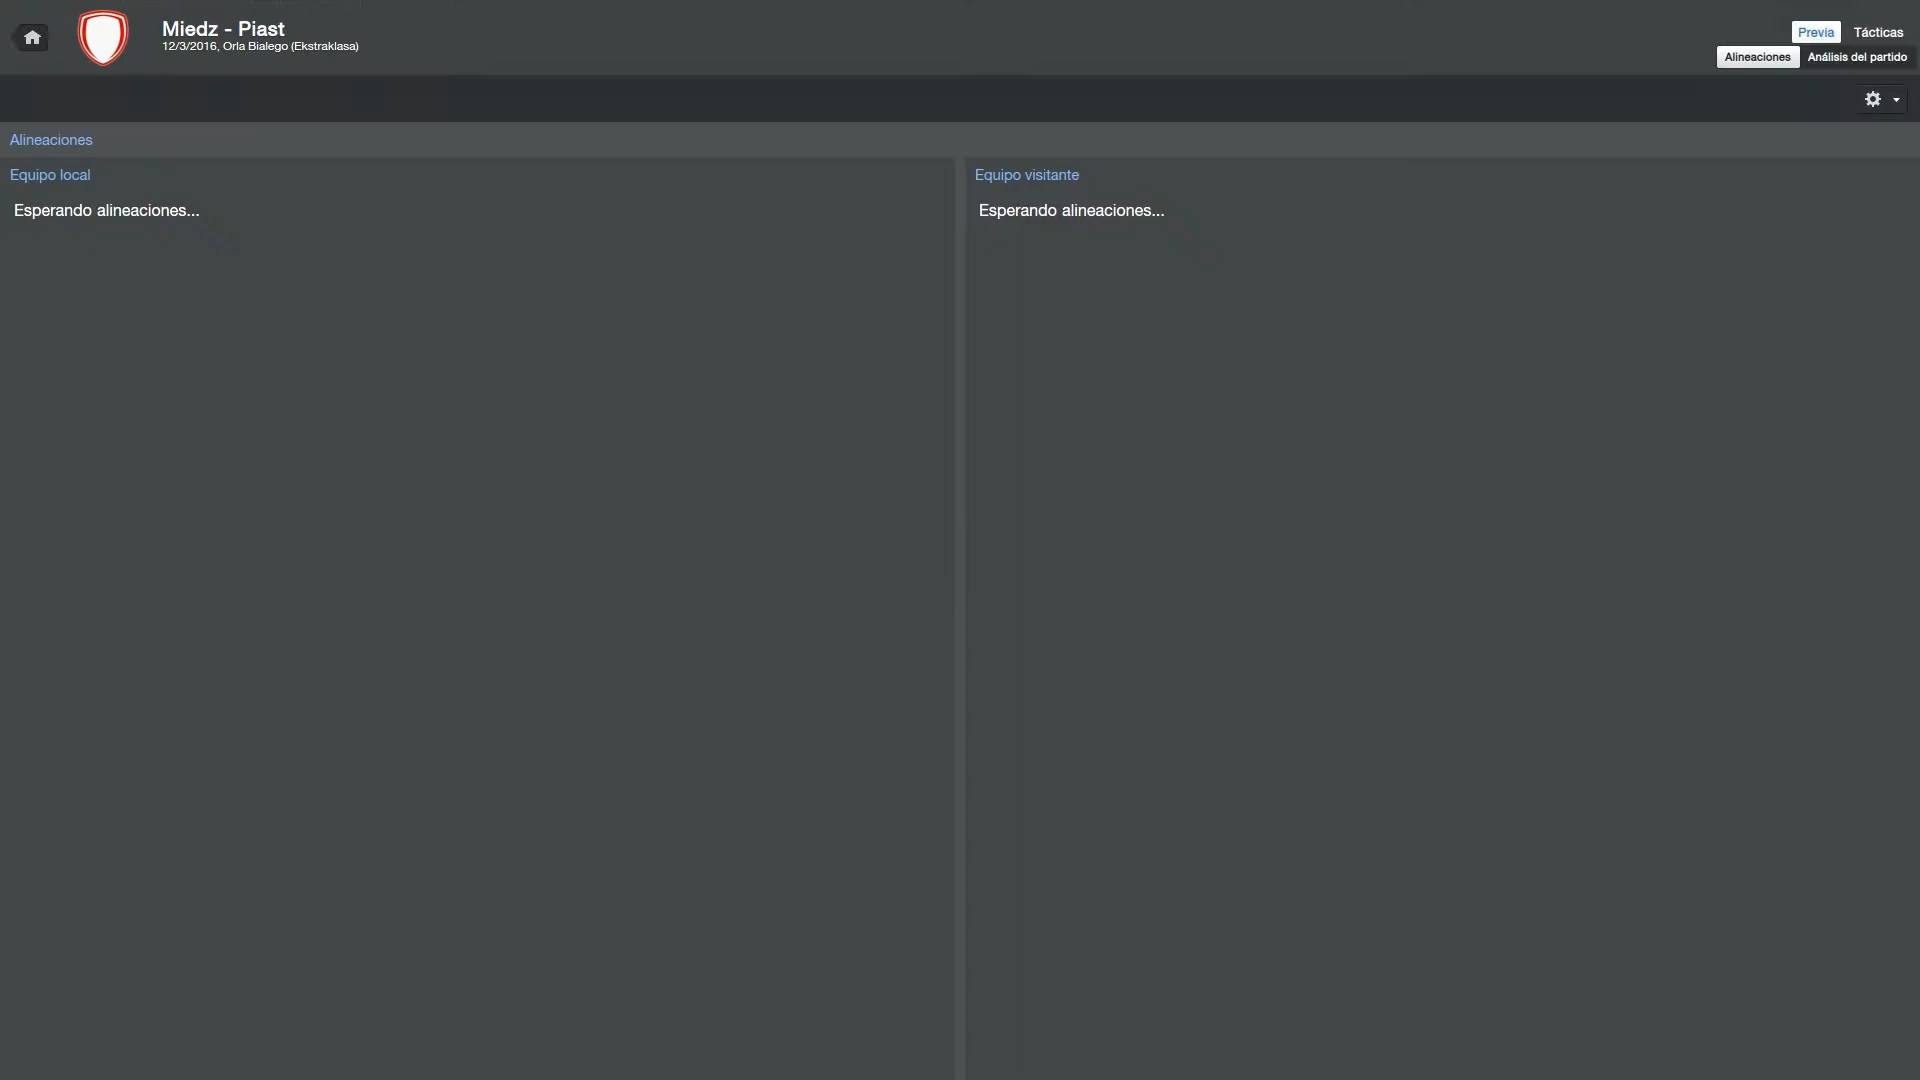 Miedz - Piast
12/3/2016, Orla Bialego (Ekstraklasa)
Previa
Tácticas
Alineaciones
Análisis del partido
Alineaciones
Equipo local
Equipo visitante
Esperando alineaciones...
Esperando alineaciones...